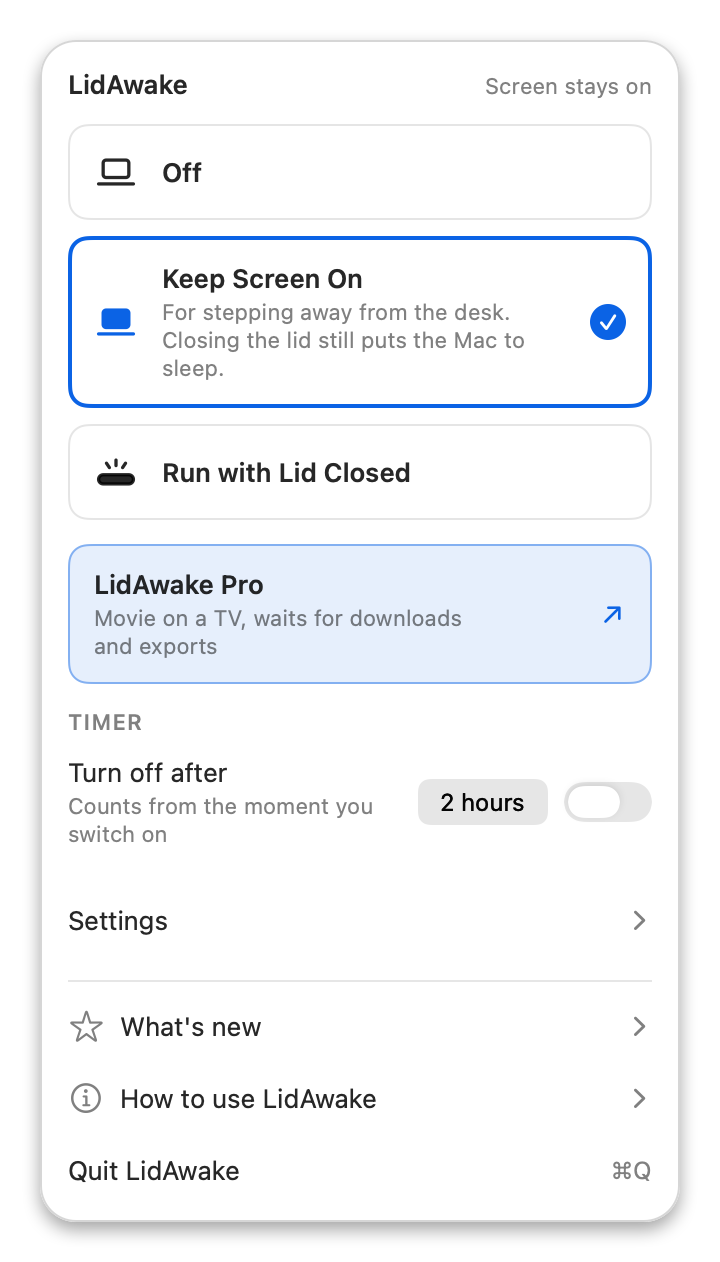 LidAwake
Screen stays on
Off
Keep Screen On
For stepping away from the desk.
Closing the lid still puts the Mac to
sleep.
Run with Lid Closed
LidAwake Pro
Movie on a TV, waits for downloads
and exports
TIMER
Turn off after
Counts from the moment you
switch on
2 hours
Settings
What's new
How to use LidAwake
Quit LidAwake
⌘Q